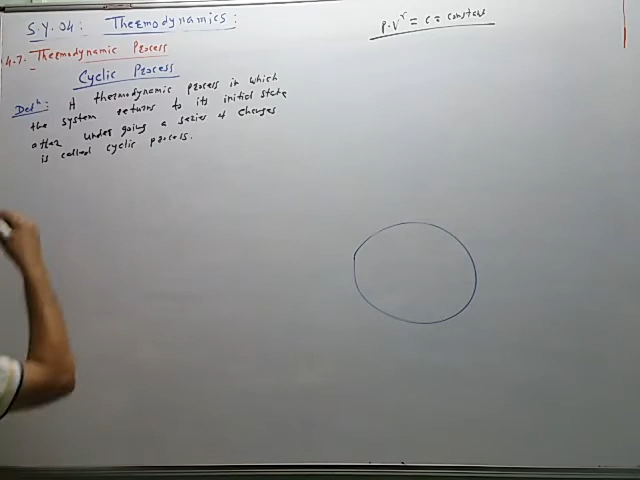 S.Y. 04: Thermodynamics:
P.V^γ = c = constant
4.7. Thermodynamic Process
Cyclic Process
Defⁿ: A thermodynamic process in which
the system returns to its initial state
after under going a series of changes
is called cyclic process.